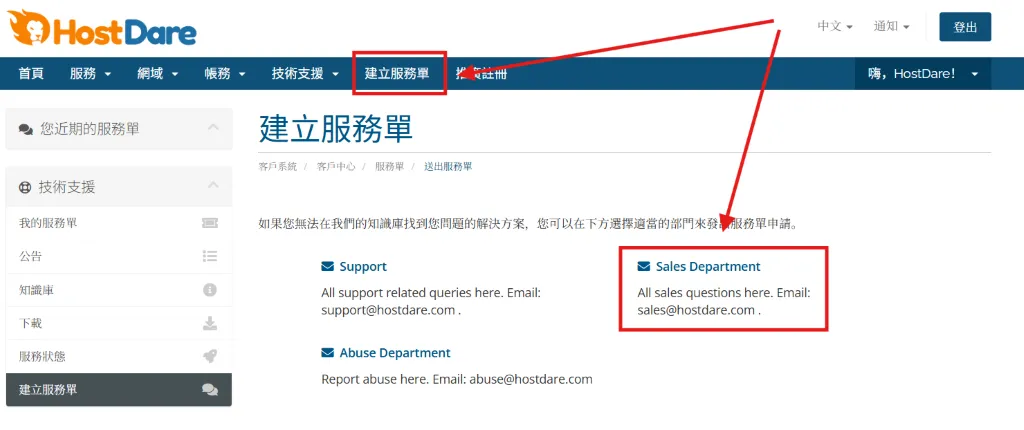 HostDare
中文
通知
登出
首頁 服務 網域 帳務 技術支援 建立服務單 推廣註冊
嗨，HostDare！
您近期的服務單
技術支援
我的服務單
公告
知識庫
下載
服務狀態
建立服務單
建立服務單
客戶系統 / 客戶中心 / 服務單 / 送出服務單
如果您無法在我們的知識庫找到您問題的解決方案，您可以在下方選擇適當的部門來發出服務單申請。
Support
All support related queries here. Email:
support@hostdare.com .
Sales Department
All sales questions here. Email:
sales@hostdare.com .
Abuse Department
Report abuse here. Email: abuse@hostdare.com